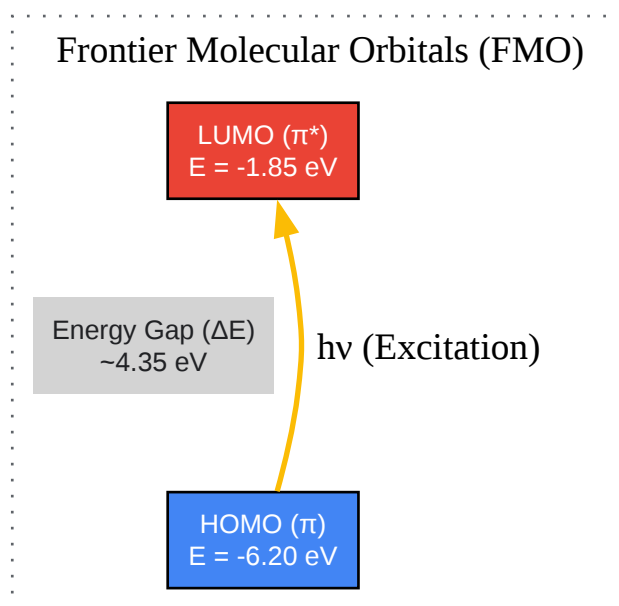 Frontier Molecular Orbitals (FMO)
LUMO (π*)
E = -1.85 eV
Energy Gap (ΔE)
~4.35 eV
hν (Excitation)
HOMO (π)
E = -6.20 eV